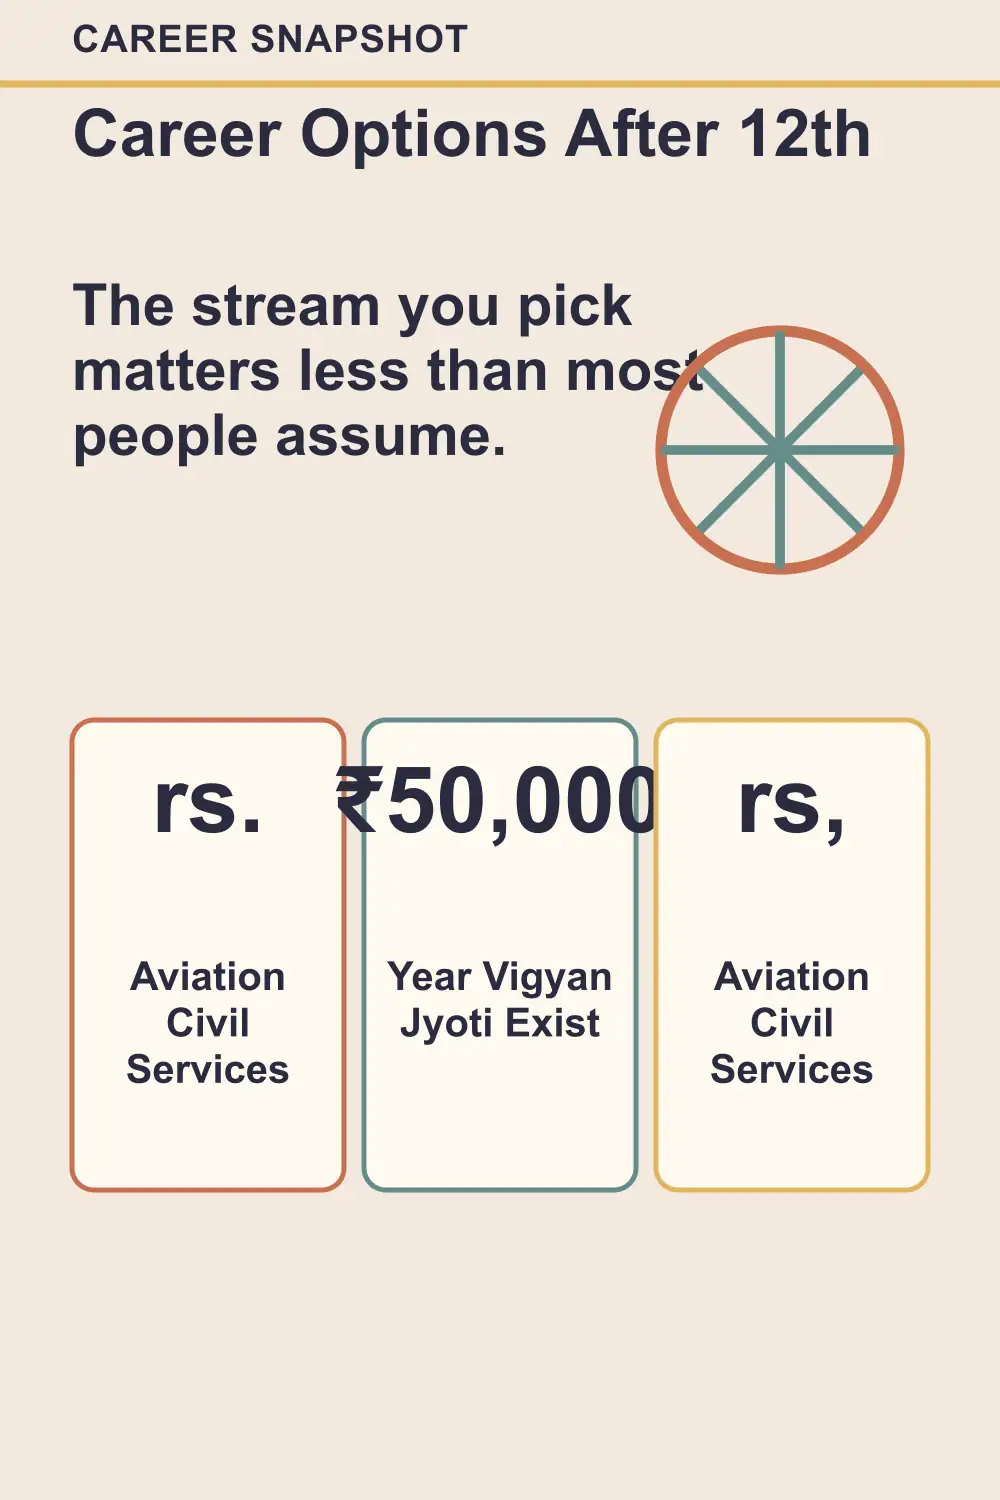 CAREER SNAPSHOT
Career Options After 12th
The stream you pick
matters less than most
people assume.
rs.
Aviation
Civil
Services
₹50,000
Year Vigyan
Jyoti Exist
rs,
Aviation
Civil
Services